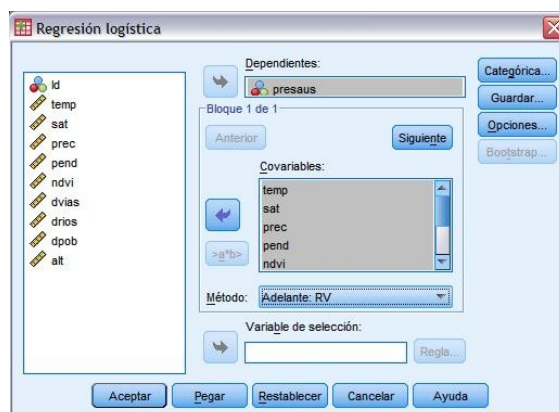 Regresión logística
Id
temp
sat
prec
pend
ndvi
dvias
drios
dpob
alt
Dependientes:
presaus
Bloque 1 de 1
Anterior
Siguiente
Covariables:
temp
sat
prec
pend
ndvi
>a*b>
Método:
Adelante: RV
Variable de selección:
Regla...
Categórica...
Guardar...
Opciones...
Bootstrap...
Aceptar
Pegar
Restablecer
Cancelar
Ayuda